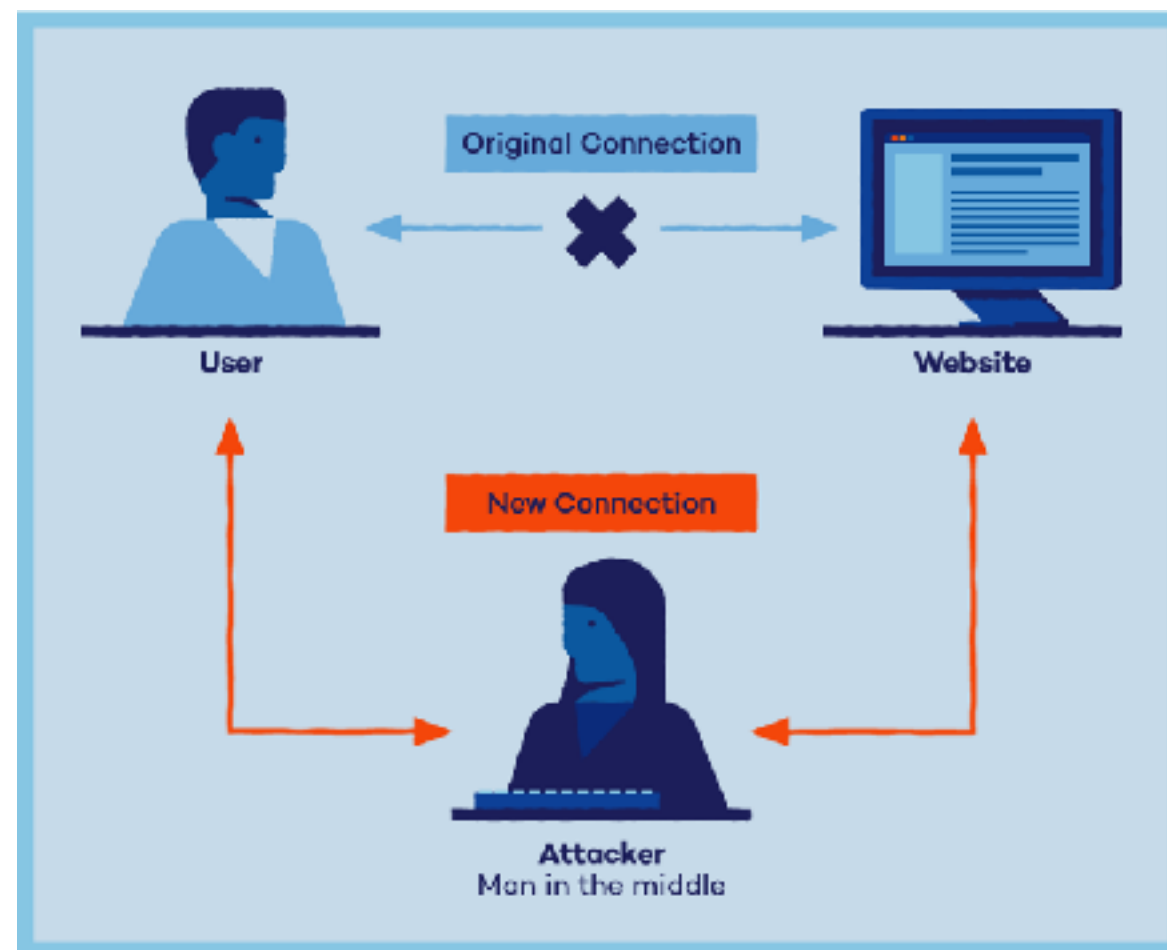 Original Connection
User
Website
New Connection
Attacker
Man in the middle